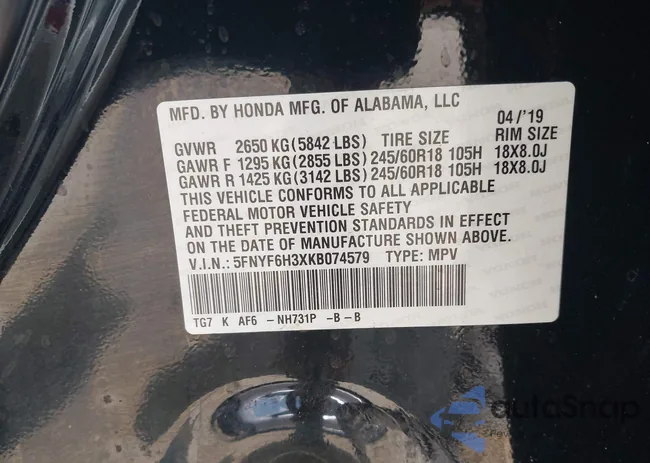 MFD. BY HONDA MFG. OF ALABAMA, LLC
04/'19
GVWR 2650 KG(5842 LBS) TIRE SIZE RIM SIZE
GAWR F 1295 KG(2855 LBS) 245/60R18 105H 18X8.0J
GAWR R 1425 KG(3142 LBS) 245/60R18 105H 18X8.0J
THIS VEHICLE CONFORMS TO ALL APPLICABLE
FEDERAL MOTOR VEHICLE SAFETY
AND THEFT PREVENTION STANDARDS IN EFFECT
ON THE DATE OF MANUFACTURE SHOWN ABOVE.
V.I.N.: 5FNYF6H3XKB074579 TYPE: MPV
TG7 K AF6 -NH731P -B -B
autoSnap